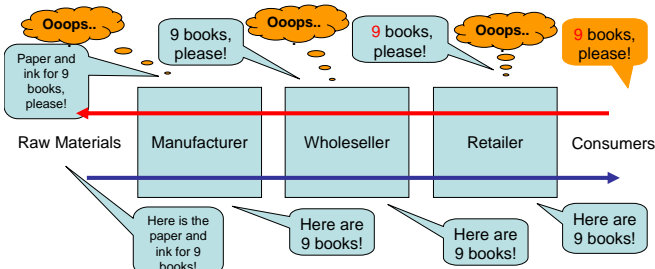 Ooops..
Ooops..
Ooops..
9 books,
please!
9 books,
please!
9 books,
please!
Paper and
ink for 9
books,
please!
Raw Materials
Manufacturer
Wholeseller
Retailer
Consumers
Here is the
paper and
ink for 9
books!
Here are
9 books!
Here are
9 books!
Here are
9 books!